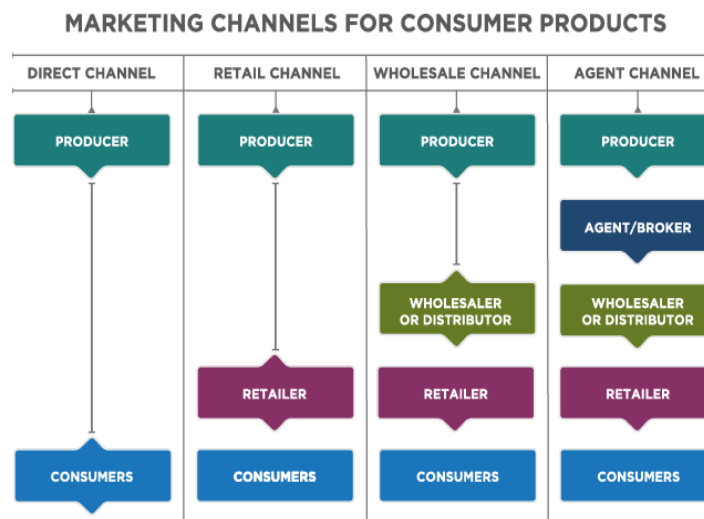 MARKETING CHANNELS FOR CONSUMER PRODUCTS
DIRECT CHANNEL
RETAIL CHANNEL
WHOLESALE CHANNEL
AGENT CHANNEL
PRODUCER
PRODUCER
PRODUCER
PRODUCER
AGENT/BROKER
WHOLESALER
OR DISTRIBUTOR
WHOLESALER
OR DISTRIBUTOR
RETAILER
RETAILER
RETAILER
CONSUMERS
CONSUMERS
CONSUMERS
CONSUMERS